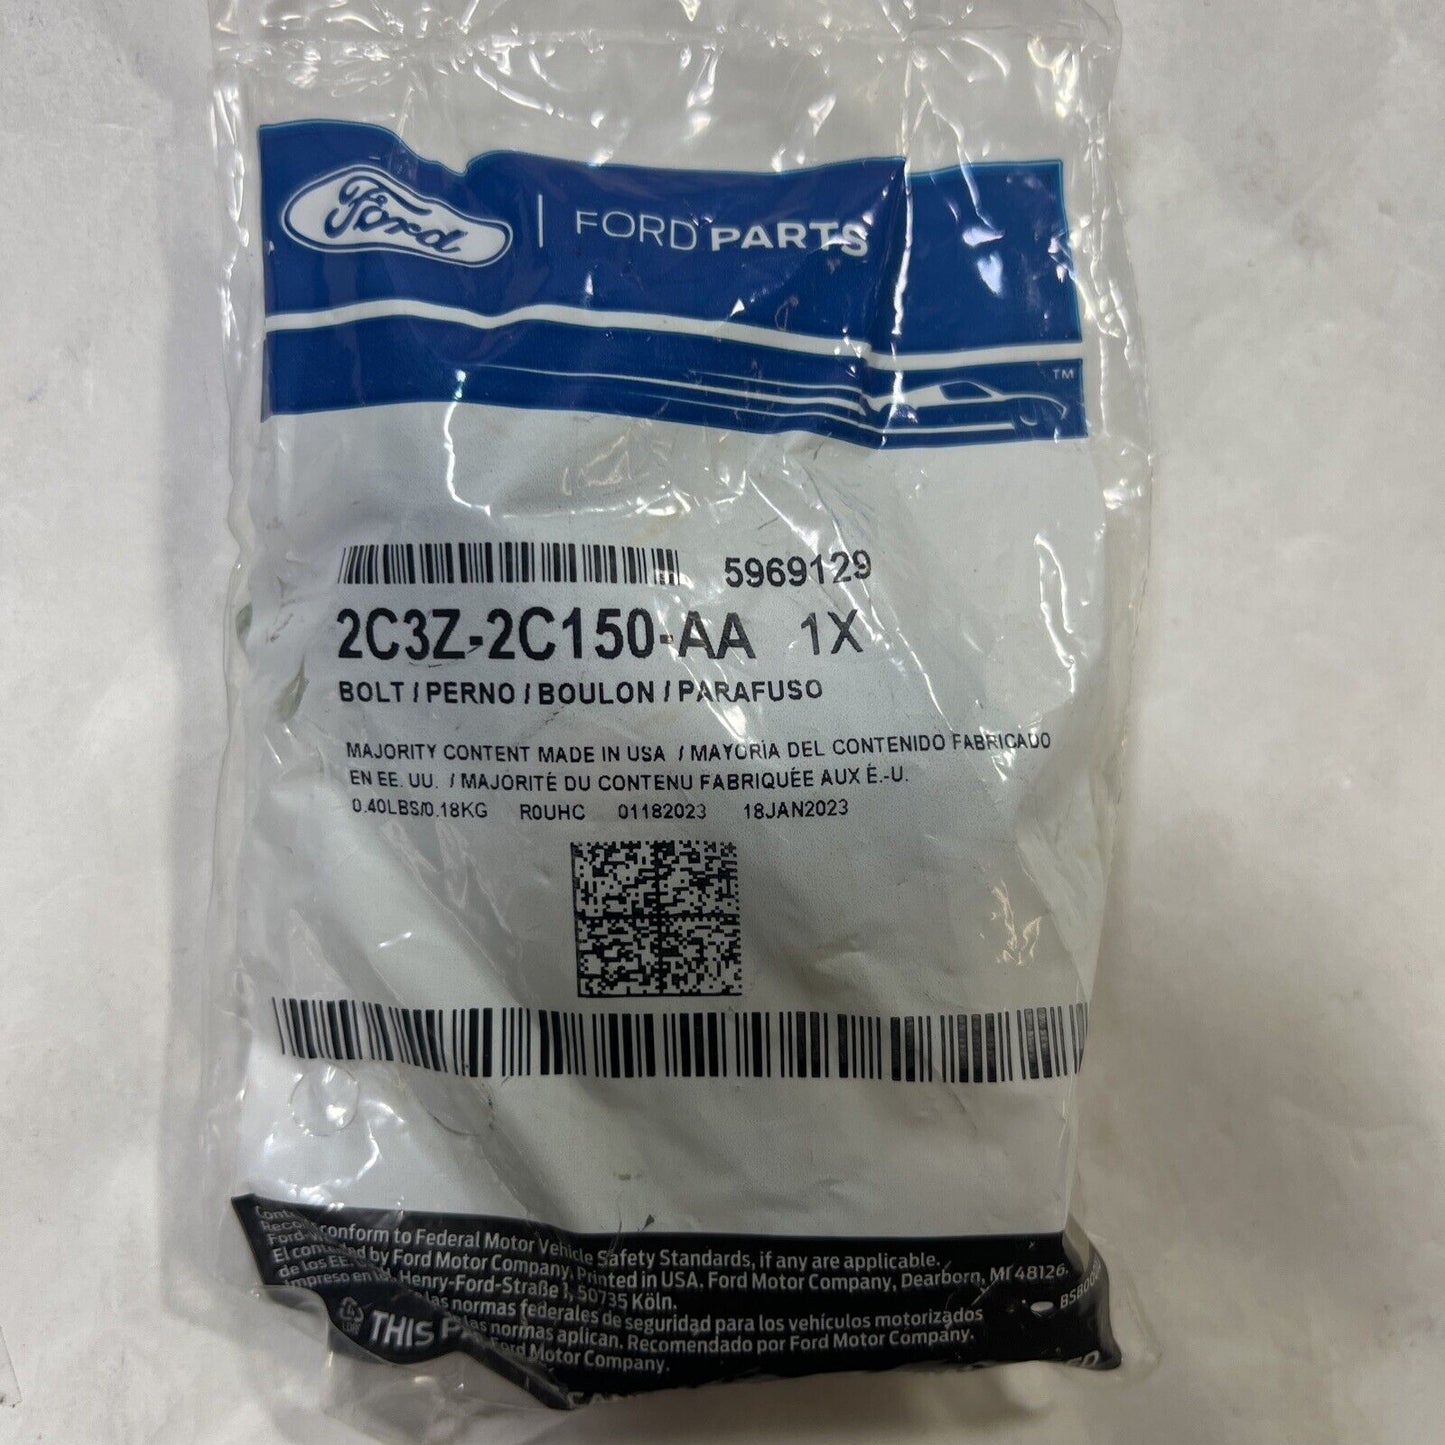 Ford | FORD PARTS
TM
5969129
2C3Z-2C150-AA 1X
BOLT / PERNO / BOULON / PARAFUSO
MAJORITY CONTENT MADE IN USA / MAYORÍA DEL CONTENIDO FABRICADO
EN EE. UU. / MAJORITÉ DU CONTENU FABRIQUÉE AUX É.-U.
0.40LBS/0.18KG R0UHC 01182023 18JAN2023
conform to Federal Motor Vehicle Safety Standards, if any are applicable.
by Ford Motor Company. Printed in USA. Ford Motor Company, Dearborn, MI 48126.
Henry-Ford-Straße 1, 50735 Köln.
las normas federales de seguridad para los vehículos motorizados
las normas aplican. Recomendado por Ford Motor Company.
Ford Motor Company.
THIS